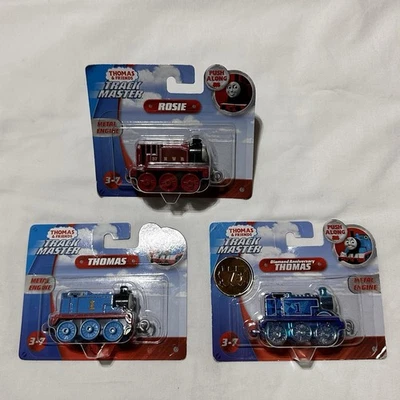 THOMAS
& FRIENDS
TRACK
MASTER
PUSH
ALONG
ROSIE
METAL
ENGINE
3-7
THOMAS
& FRIENDS
TRACK
MASTER
THOMAS
METAL
ENGINE
3-7
THOMAS
& FRIENDS
TRACK
MASTER
PUSH
ALONG
Diamond Anniversary
THOMAS
75
METAL
ENGINE
3-7